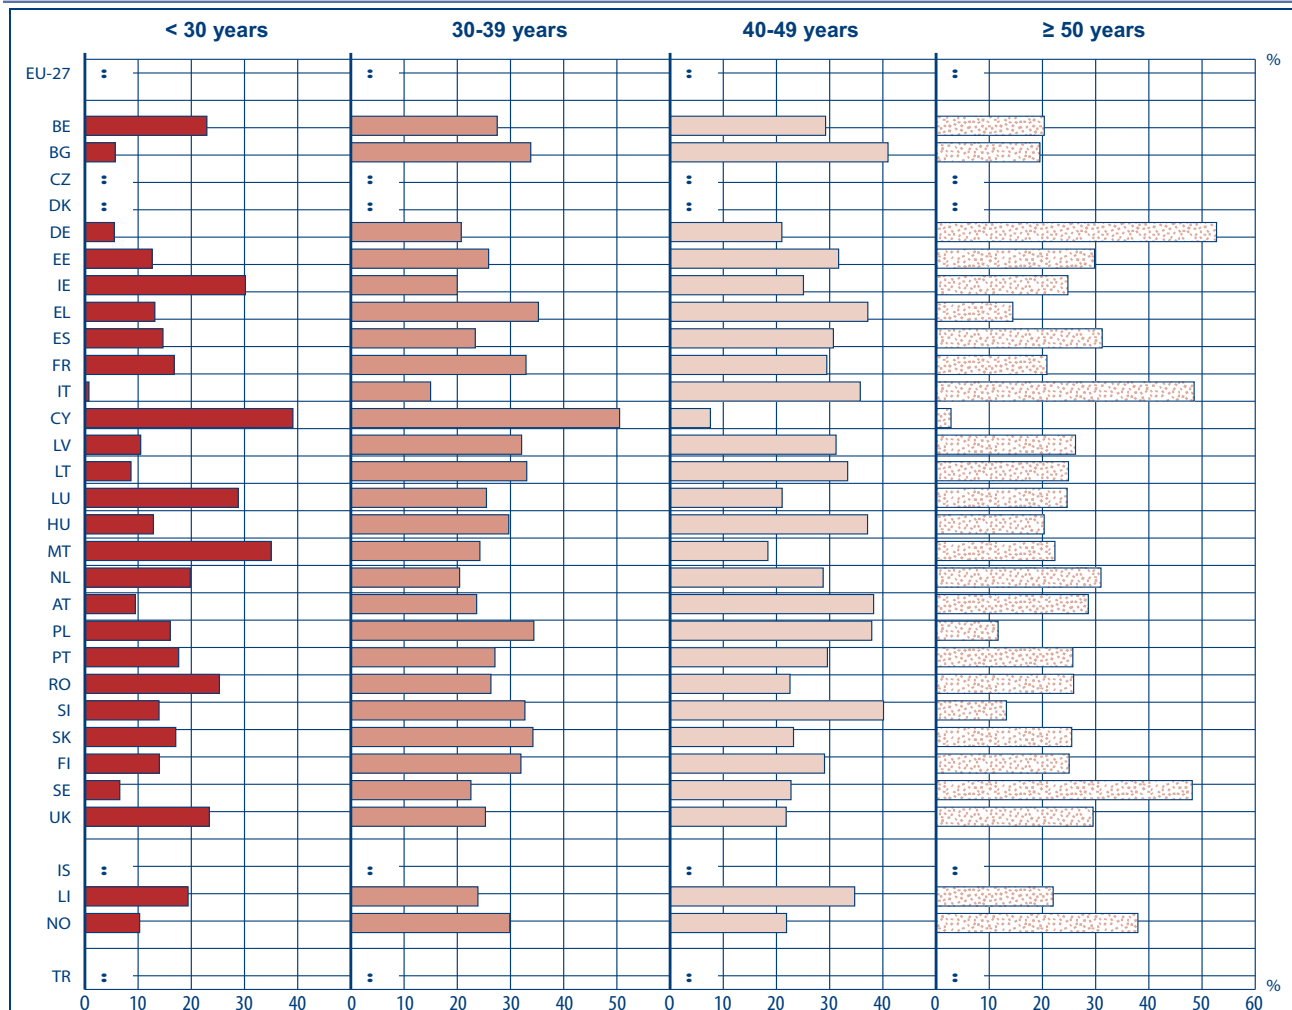 < 30 years 30-39 years 40-49 years ≥ 50 years
EU-27 : : : : %
BE
BG
CZ : : : :
DK : : : :
DE
EE
IE
EL
ES
FR
IT
CY
LV
LT
LU
HU
MT
NL
AT
PL
PT
RO
SI
SK
FI
SE
UK
IS : : : :
LI
NO
TR : : : : %
0 10 20 30 40 0 10 20 30 40 50 0 10 20 30 40 0 10 20 30 40 50 60